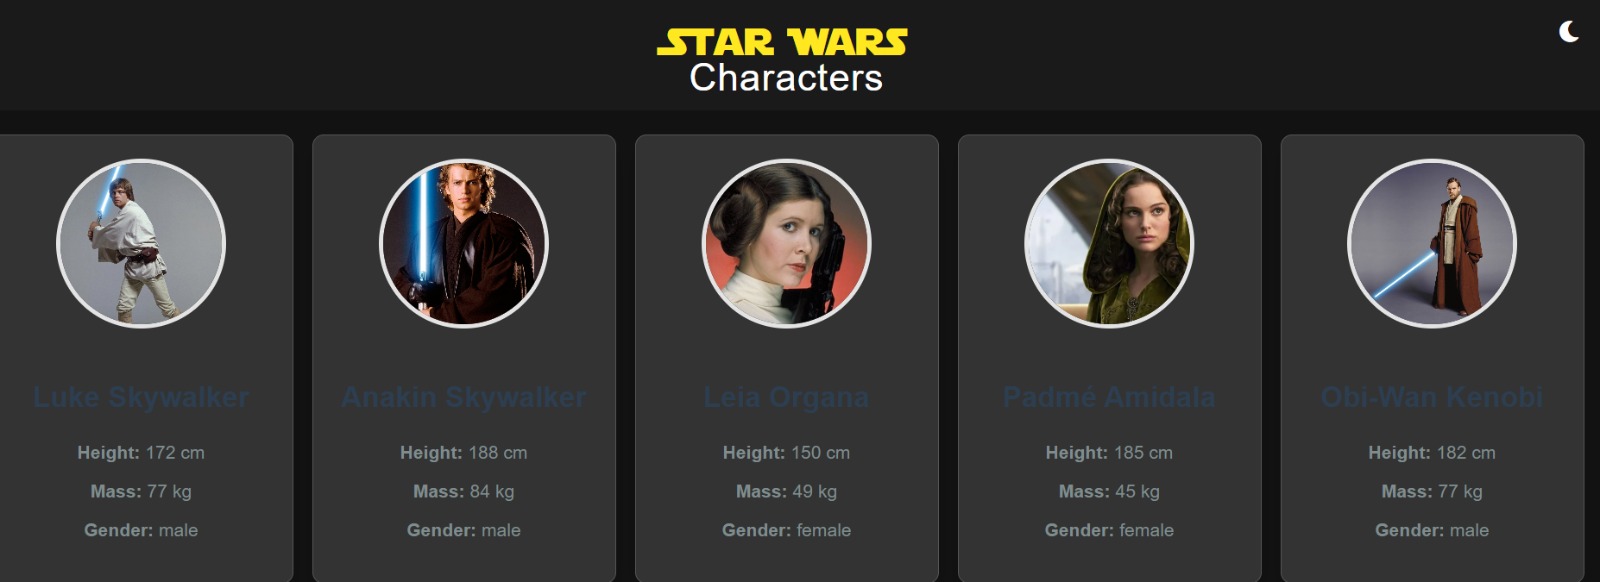 STAR WARS
Characters
Luke Skywalker
Height: 172 cm
Mass: 77 kg
Gender: male
Anakin Skywalker
Height: 188 cm
Mass: 84 kg
Gender: male
Leia Organa
Height: 150 cm
Mass: 49 kg
Gender: female
Padmé Amidala
Height: 185 cm
Mass: 45 kg
Gender: female
Obi-Wan Kenobi
Height: 182 cm
Mass: 77 kg
Gender: male